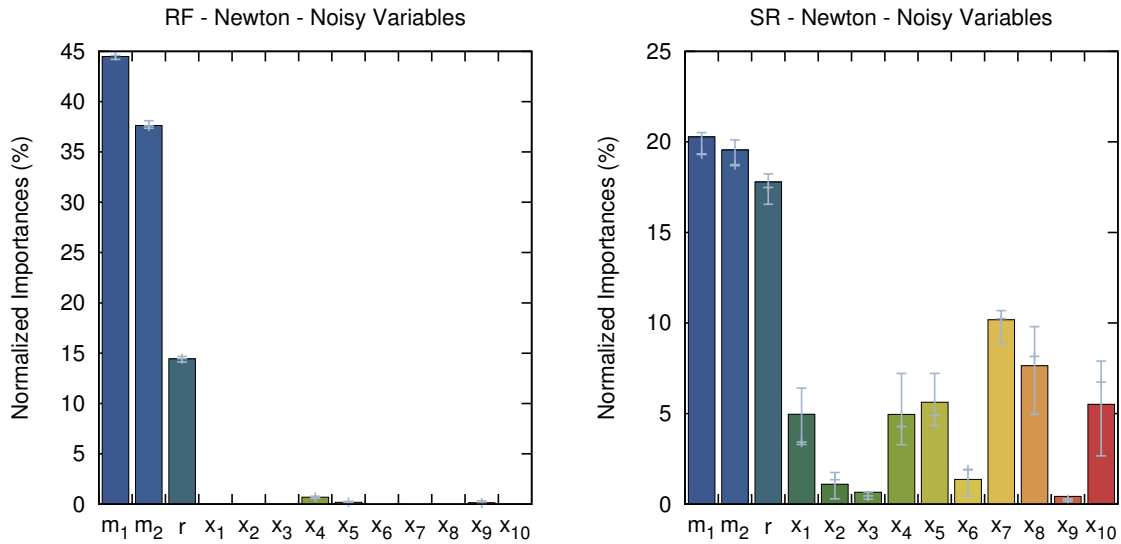 RF - Newton - Noisy Variables
Normalized Importances (%)
45
40
35
30
25
20
15
10
5
0
m1 m2 r x1 x2 x3 x4 x5 x6 x7 x8 x9 x10
SR - Newton - Noisy Variables
Normalized Importances (%)
25
20
15
10
5
0
m1 m2 r x1 x2 x3 x4 x5 x6 x7 x8 x9 x10